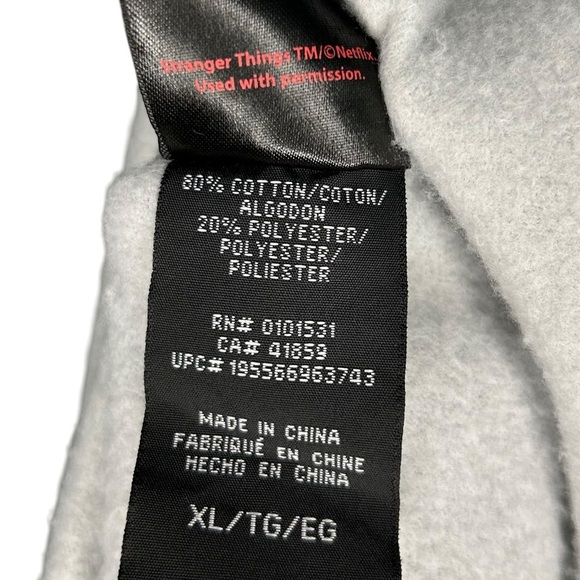 Stranger Things TM/©Netflix.
Used with permission.
80% COTTON/COTON/
ALGODON
20% POLYESTER/
POLYESTER/
POLIESTER
RN# 0101531
CA# 41859
UPC# 195566963743
MADE IN CHINA
FABRIQUÉ EN CHINE
HECHO EN CHINA
XL/TG/EG